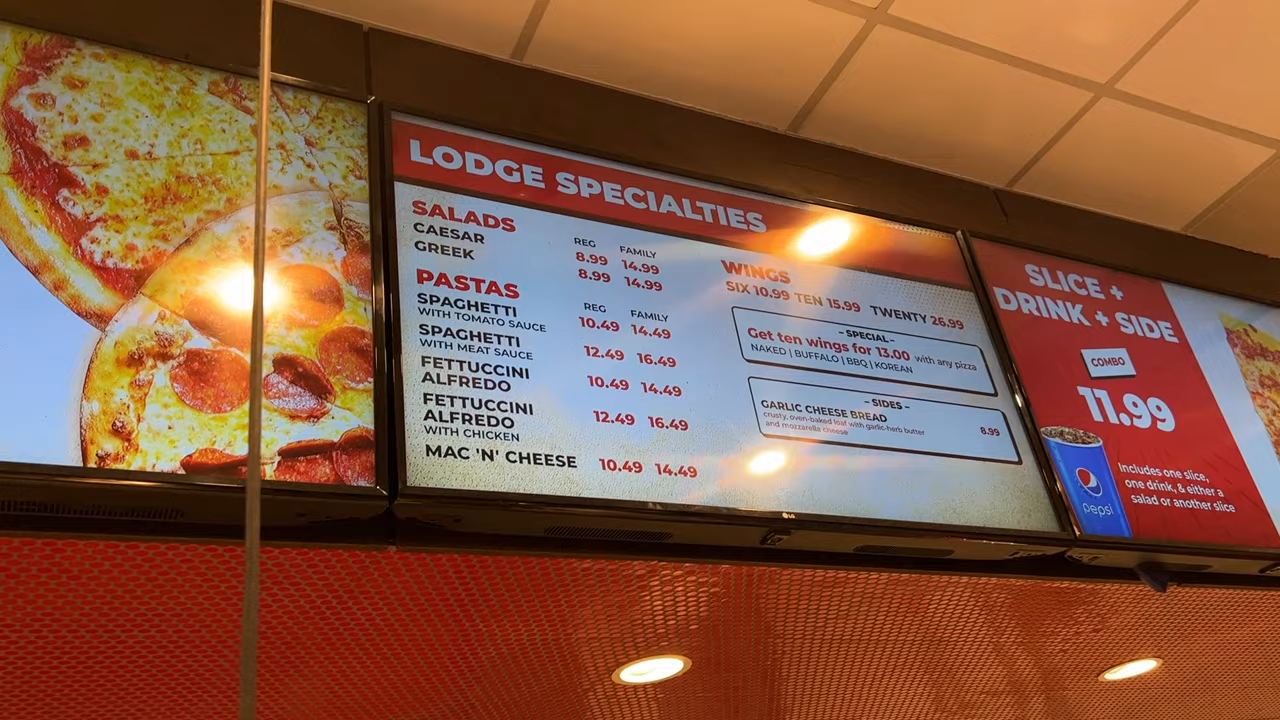 LODGE SPECIALTIES
SALADS REG FAMILY
CAESAR 8.99 14.99
GREEK 8.99 14.99
PASTAS REG FAMILY
SPAGHETTI 10.49 14.49
WITH TOMATO SAUCE
SPAGHETTI 12.49 16.49
WITH MEAT SAUCE
FETTUCCINI
ALFREDO 10.49 14.49
FETTUCCINI
ALFREDO 12.49 16.49
WITH CHICKEN
MAC 'N' CHEESE 10.49 14.49
WINGS
SIX 10.99 TEN 15.99 TWENTY 26.99
- SPECIAL -
Get ten wings for 13.00 with any pizza
NAKED | BUFFALO | BBQ | KOREAN
- SIDES -
GARLIC CHEESE BREAD 8.99
crusty, oven-baked loaf with garlic-herb butter
and mozzarella cheese
LG
SLICE +
DRINK + SIDE
COMBO
11.99
pepsi
Includes one slice,
one drink, & either a
salad or another slice